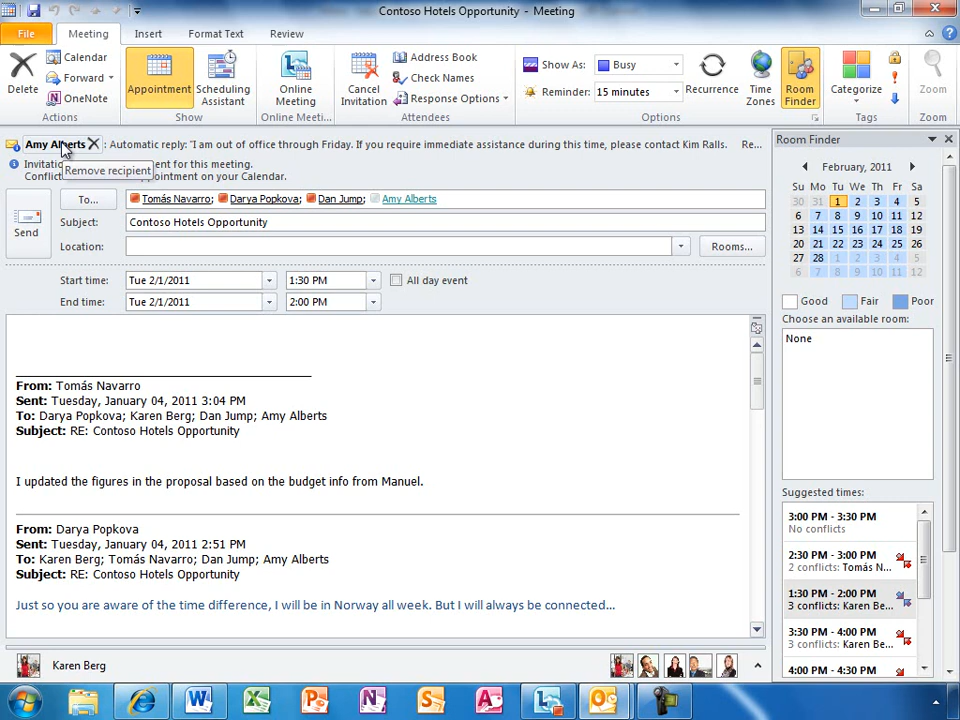 Contoso Hotels Opportunity - Meeting
File Meeting Insert Format Text Review
Delete
Calendar
Forward
OneNote
Actions
Appointment
Scheduling Assistant
Show
Online Meeting
Online Meeti...
Cancel Invitation
Address Book
Check Names
Response Options
Attendees
Show As: Busy
Reminder: 15 minutes
Recurrence
Time Zones
Room Finder
Options
Categorize
Tags
Zoom
Zoom
Amy Alberts : Automatic reply: "I am out of office through Friday. If you require immediate assistance during this time, please contact Kim Ralls. Re...
Remove recipient
Invitatio ent for this meeting.
Conflic ppointment on your Calendar.
Send
To... Tomás Navarro; Darya Popkova; Dan Jump; Amy Alberts
Subject: Contoso Hotels Opportunity
Location: Rooms...
Start time: Tue 2/1/2011 1:30 PM All day event
End time: Tue 2/1/2011 2:00 PM
From: Tomás Navarro
Sent: Tuesday, January 04, 2011 3:04 PM
To: Darya Popkova; Karen Berg; Dan Jump; Amy Alberts
Subject: RE: Contoso Hotels Opportunity
I updated the figures in the proposal based on the budget info from Manuel.
From: Darya Popkova
Sent: Tuesday, January 04, 2011 2:51 PM
To: Karen Berg; Tomás Navarro; Dan Jump; Amy Alberts
Subject: RE: Contoso Hotels Opportunity
Just so you are aware of the time difference, I will be in Norway all week. But I will always be connected...
Karen Berg
Room Finder
February, 2011
Su Mo Tu We Th Fr Sa
30 31 1 2 3 4 5
6 7 8 9 10 11 12
13 14 15 16 17 18 19
20 21 22 23 24 25 26
27 28 1 2 3 4 5
6 7 8 9 10 11 12
Good Fair Poor
Choose an available room:
None
Suggested times:
3:00 PM - 3:30 PM
No conflicts
2:30 PM - 3:00 PM
2 conflicts: Tomás N...
1:30 PM - 2:00 PM
3 conflicts: Karen Be...
3:30 PM - 4:00 PM
3 conflicts: Karen Be...
4:00 PM - 4:30 PM